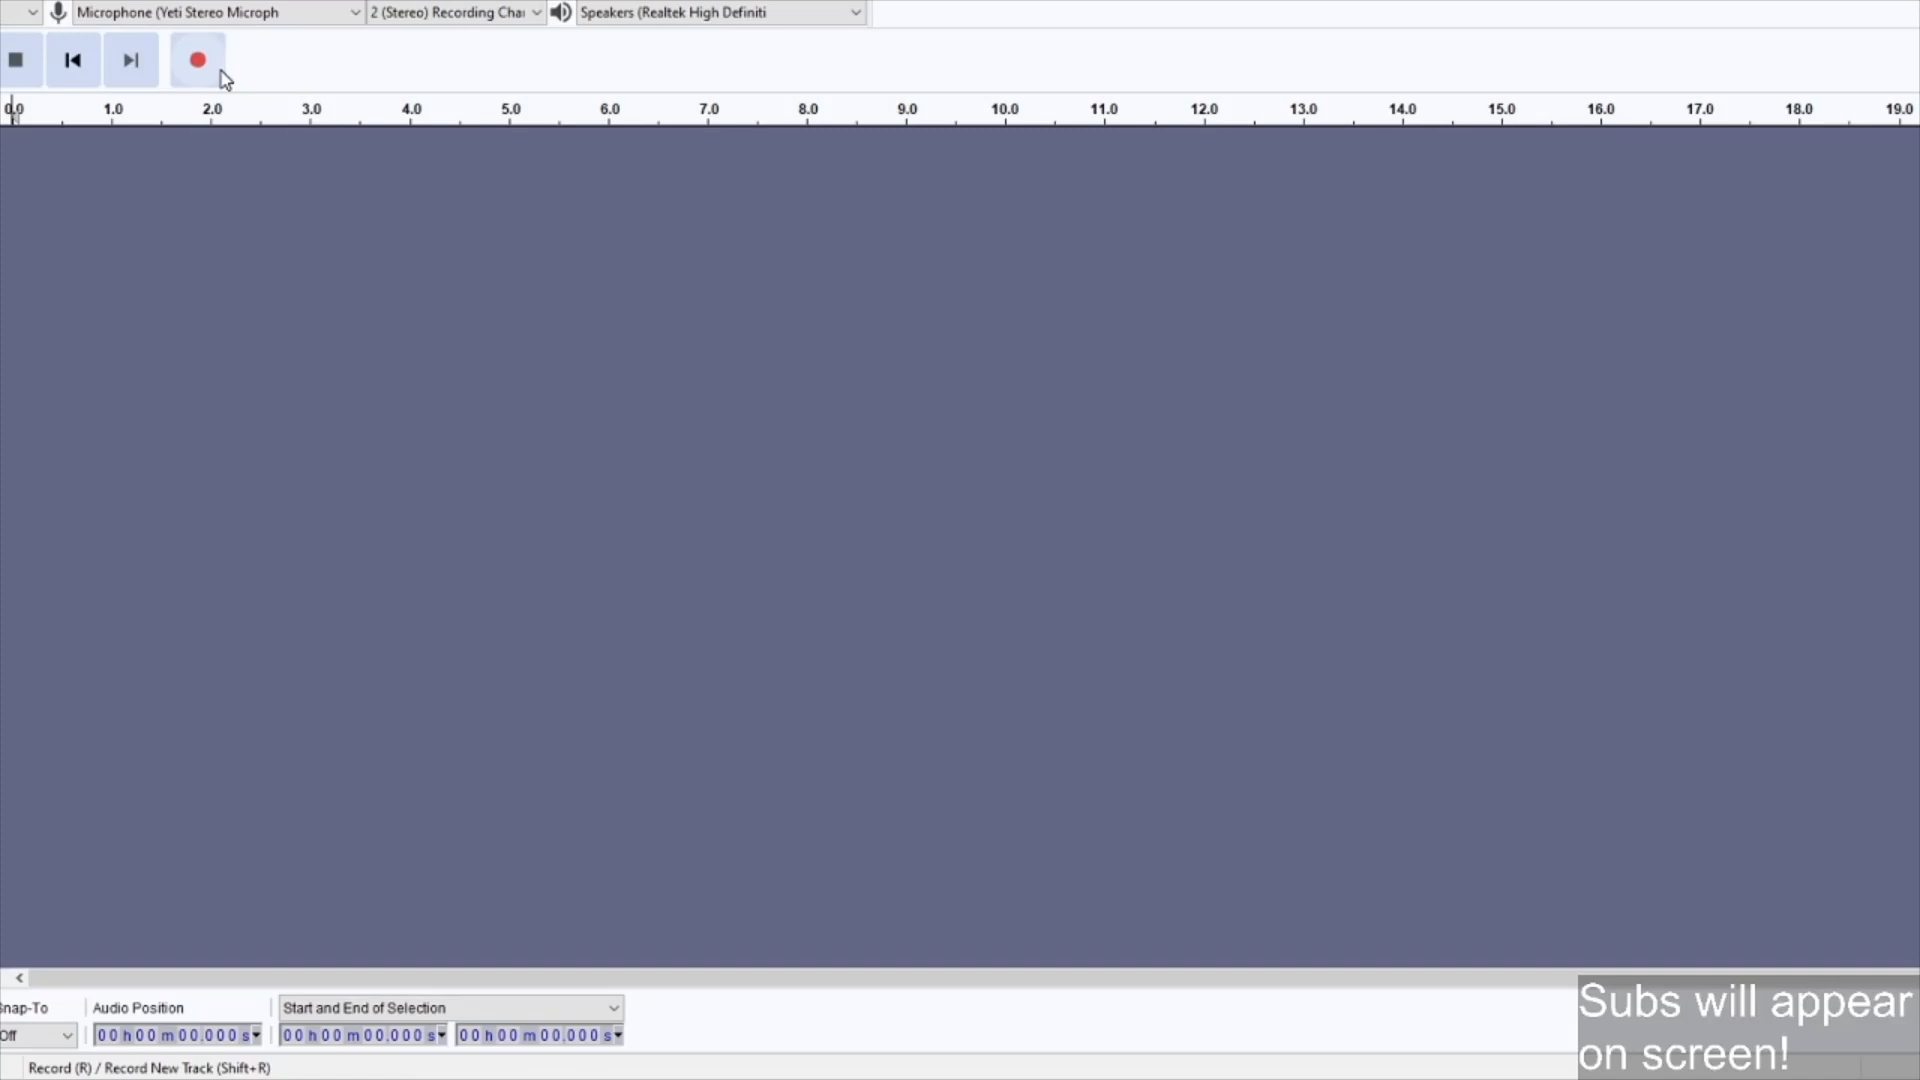 Microphone (Yeti Stereo Microph 2 (Stereo) Recording Cha Speakers (Realtek High Definiti
0.0 1.0 2.0 3.0 4.0 5.0 6.0 7.0 8.0 9.0 10.0 11.0 12.0 13.0 14.0 15.0 16.0 17.0 18.0 19.0
Snap-To Audio Position Start and End of Selection
Off 00 h 00 m 00.000 s 00 h 00 m 00.000 s 00 h 00 m 00.000 s
Record (R) / Record New Track (Shift+R)
Subs will appear
on screen!